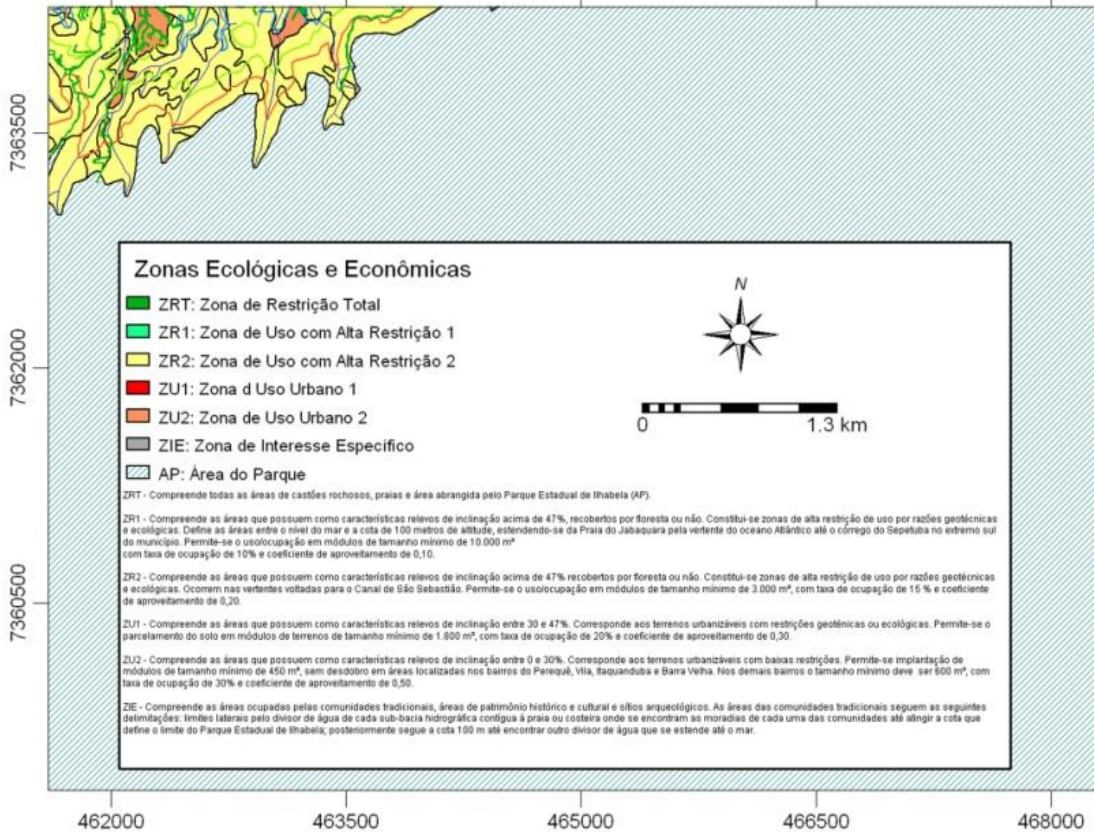 7363500
7362000
7360500
Zonas Ecológicas e Econômicas
ZRT: Zona de Restrição Total
ZR1: Zona de Uso com Alta Restrição 1
ZR2: Zona de Uso com Alta Restrição 2
ZU1: Zona d Uso Urbano 1
ZU2: Zona de Uso Urbano 2
ZIE: Zona de Interesse Específico
AP: Área do Parque
N
0 1.3 km
ZRT - Compreende todas as áreas de castões rochosos, praias e área abrangida pelo Parque Estadual de Ilhabela (AP).
ZR1 - Compreende as áreas que possuem como características relevos de inclinação acima de 47%, recobertos por floresta ou não. Constitui-se zonas de alta restrição de uso por razões geotécnicas
e ecológicas. Define as áreas entre o nível do mar e a cota de 100 metros de altitude, estendendo-se da Praia do Jabaquara pela vertente do oceano Atlântico até o córrego do Sepetuba no extremo sul
do município. Permite-se o uso/ocupação em módulos de tamanho mínimo de 10.000 m²
com taxa de ocupação de 10% e coeficiente de aproveitamento de 0,10.
ZR2 - Compreende as áreas que possuem como características relevos de inclinação acima de 47% recobertos por floresta ou não. Constitui-se zonas de alta restrição de uso por razões geotécnicas
e ecológicas. Ocorrem nas vertentes voltadas para o Canal de São Sebastião. Permite-se o uso/ocupação em módulos de tamanho mínimo de 3.000 m², com taxa de ocupação de 15 % e coeficiente
de aproveitamento de 0,20.
ZU1 - Compreende as áreas que possuem como características relevos de inclinação entre 30 e 47%. Corresponde aos terrenos urbanizáveis com restrições geoténicas ou ecológicas. Permite-se o
parcelamento do solo em módulos de terrenos de tamanho mínimo de 1.800 m², com taxa de ocupação de 20% e coeficiente de aproveitamento de 0,30.
ZU2 - Compreende as áreas que possuem como características relevos de inclinação entre 0 e 30%. Corresponde aos terrenos urbanizáveis com baixas restrições. Permite-se implantação de
módulos de tamanho mínimo de 450 m², sem desdobro em áreas localizadas nos bairros do Perequê, Vila, Itaquanduba e Barra Velha. Nos demais bairros o tamanho mínimo deve ser 600 m², com
taxa de ocupação de 30% e coeficiente de aproveitamento de 0,50.
ZIE - Compreende as áreas ocupadas pelas comunidades tradicionais, áreas de patrimônio histórico e cultural e sítios arqueológicos. As áreas das comunidades tradicionais seguem as seguintes
delimitações: limites laterais pelo divisor de água de cada sub-bacia hidrográfica contígua à praia ou costeira onde se encontram as moradias de cada uma das comunidades até atingir a cota que
define o limite do Parque Estadual de Ilhabela; posteriormente segue a cota 100 m até encontrar outro divisor de água que se estende até o mar.
462000 463500 465000 466500 468000